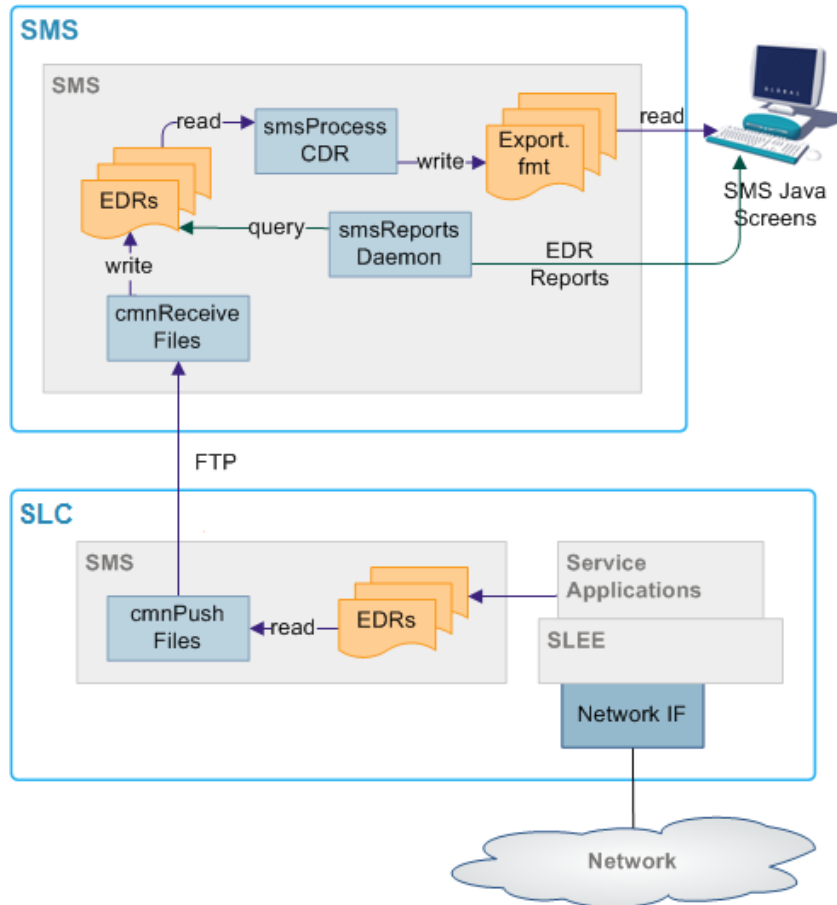 SMS
SMS
read
smsProcess
CDR
write
Export.
fmt
read
GLOBAL
SMS Java
Screens
EDRs
query
smsReports
Daemon
EDR
Reports
write
cmnReceive
Files
FTP
SLC
SMS
cmnPush
Files
read
EDRs
Service
Applications
SLEE
Network IF
Network